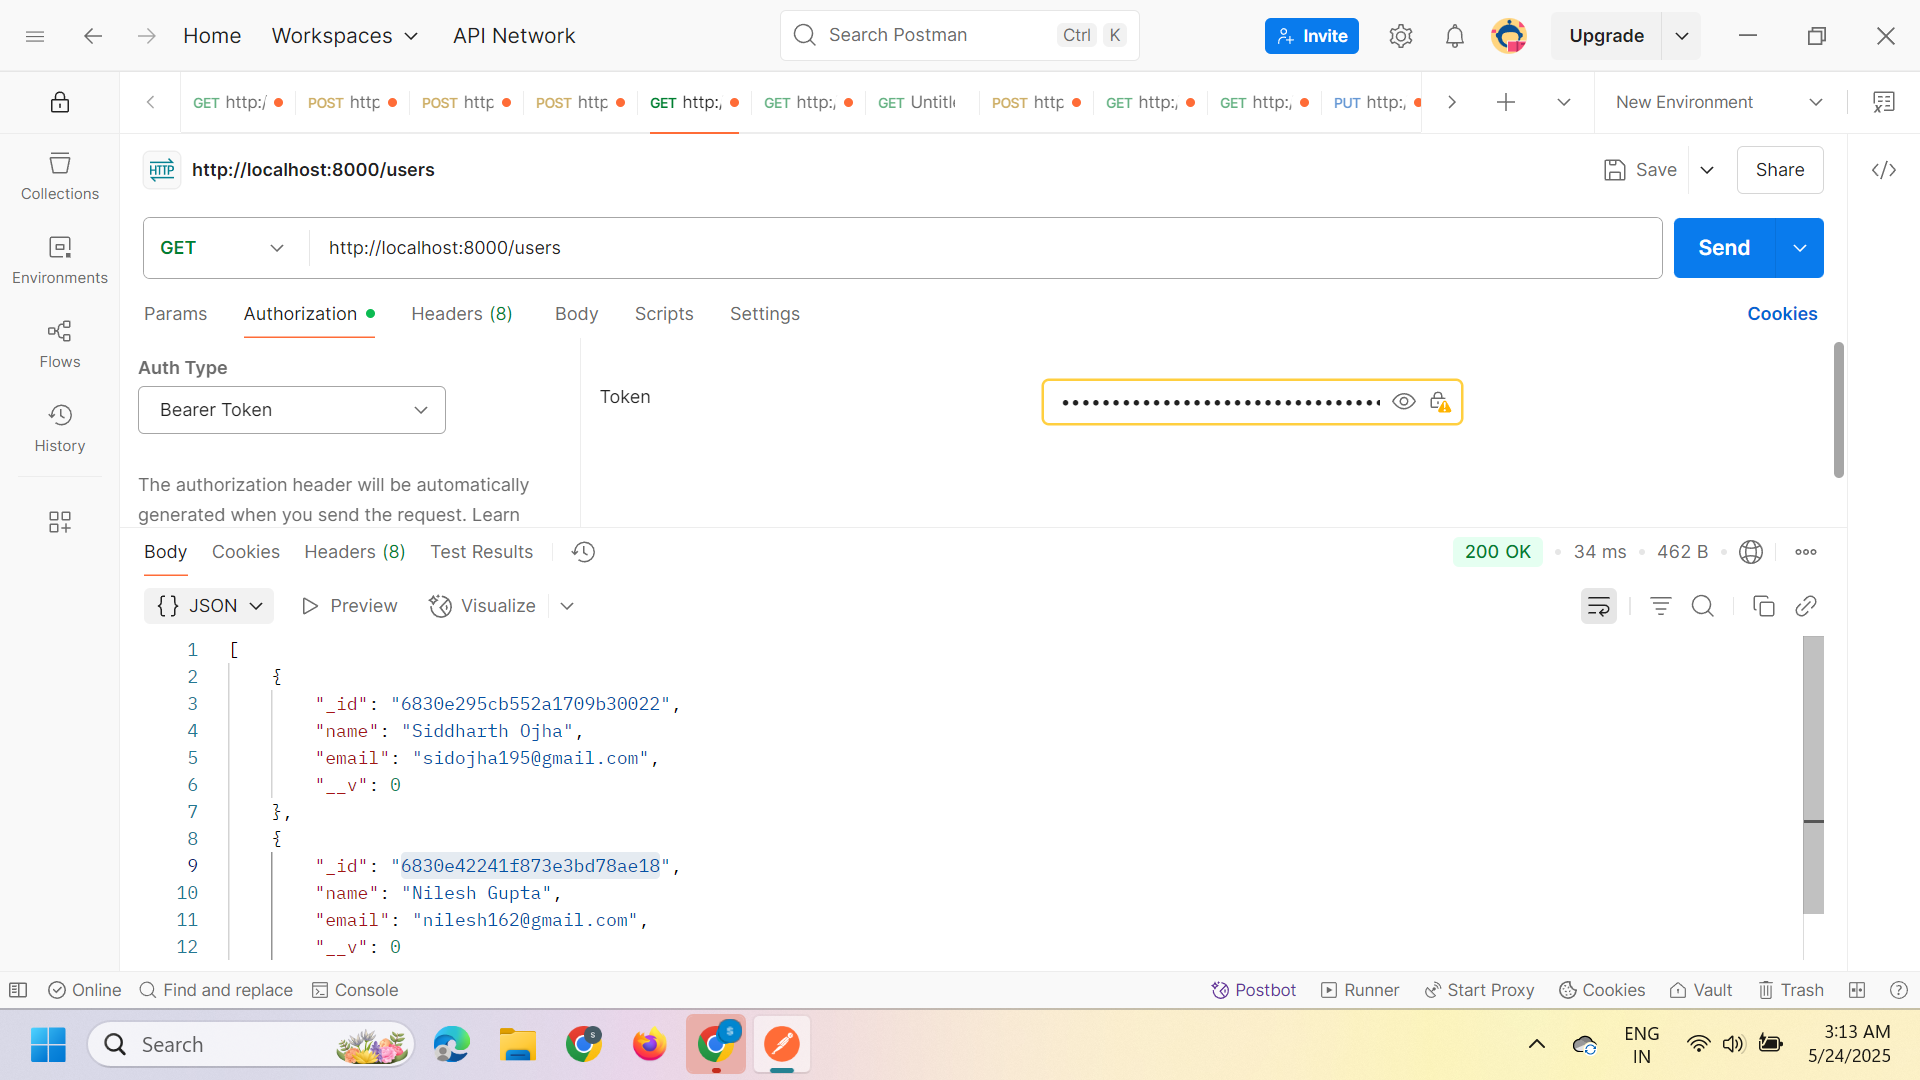 Home Workspaces API Network Search Postman Ctrl K Invite Upgrade
GET http:/ POST http POST http POST http GET http:/ GET http:/ GET Untitle POST http GET http:/ GET http:/ PUT http:/ New Environment
HTTP http://localhost:8000/users Save Share
Collections
GET http://localhost:8000/users Send
Environments
Params Authorization Headers (8) Body Scripts Settings Cookies
Flows
Auth Type
Token
Bearer Token
History
The authorization header will be automatically
generated when you send the request. Learn
Body Cookies Headers (8) Test Results 200 OK 34 ms 462 B
{} JSON Preview Visualize
1 [
2 {
3 "_id": "6830e295cb552a1709b30022",
4 "name": "Siddharth Ojha",
5 "email": "sidojha195@gmail.com",
6 "__v": 0
7 },
8 {
9 "_id": "6830e42241f873e3bd78ae18",
10 "name": "Nilesh Gupta",
11 "email": "nilesh162@gmail.com",
12 "__v": 0
Online Find and replace Console Postbot Runner Start Proxy Cookies Vault Trash
Search ENG 3:13 AM
IN 5/24/2025